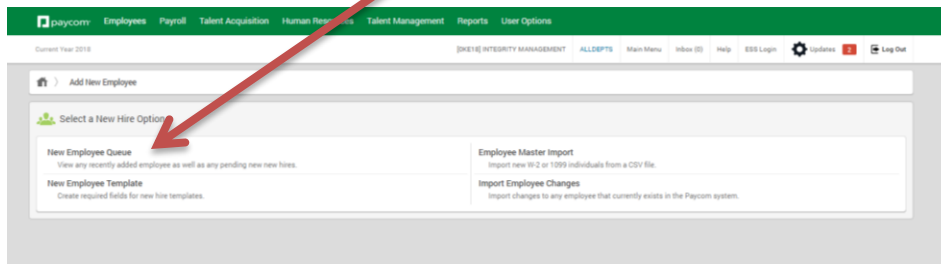 paycom Employees Payroll Talent Acquisition Human Resources Talent Management Reports User Options
Current Year 2018 [0KE18] INTEGRITY MANAGEMENT ALLDEPTS Main Menu Inbox (0) Help ESS Login Updates 2 Log Out
Add New Employee
Select a New Hire Option
New Employee Queue
View any recently added employee as well as any pending new new hires.
New Employee Template
Create required fields for new hire templates.
Employee Master Import
Import new W-2 or 1099 individuals from a CSV file.
Import Employee Changes
Import changes to any employee that currently exists in the Paycom system.